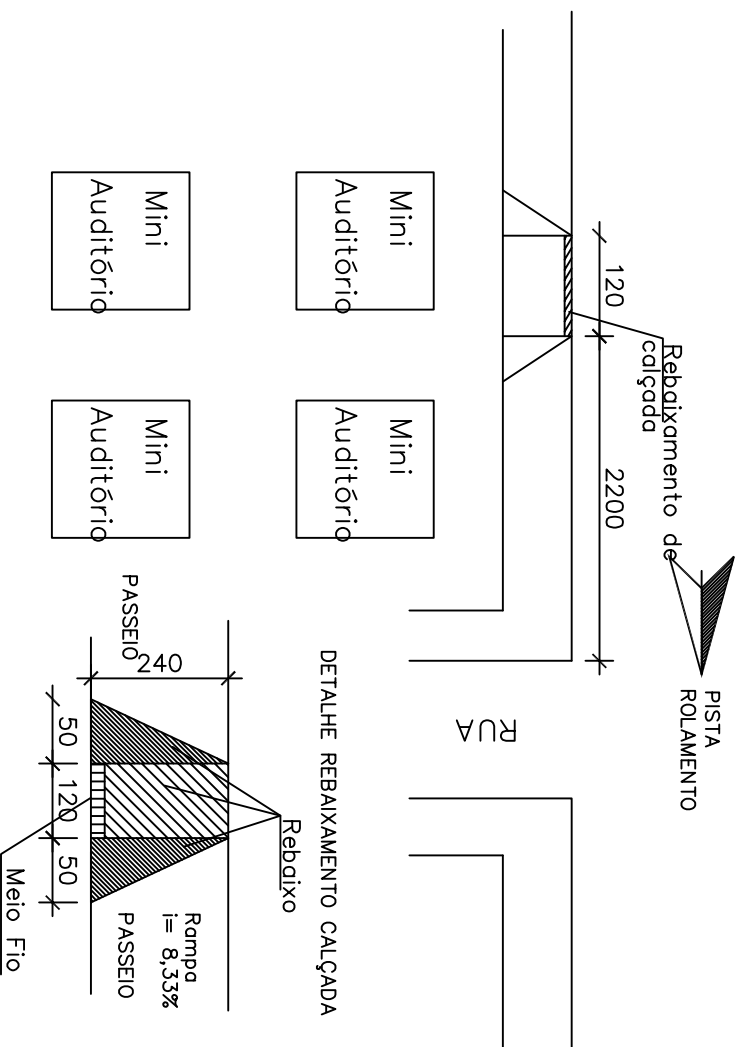 PISTA
ROLAMENTO
Rebaixamento de
calçada
120
2200
RUA
Mini
Auditório
Mini
Auditório
Mini
Auditório
Mini
Auditório
DETALHE REBAIXAMENTO CALÇADA
Rebaixo
PASSEIO
240
Rampa
i= 8,33%
PASSEIO
50
120
50
Meio Fio